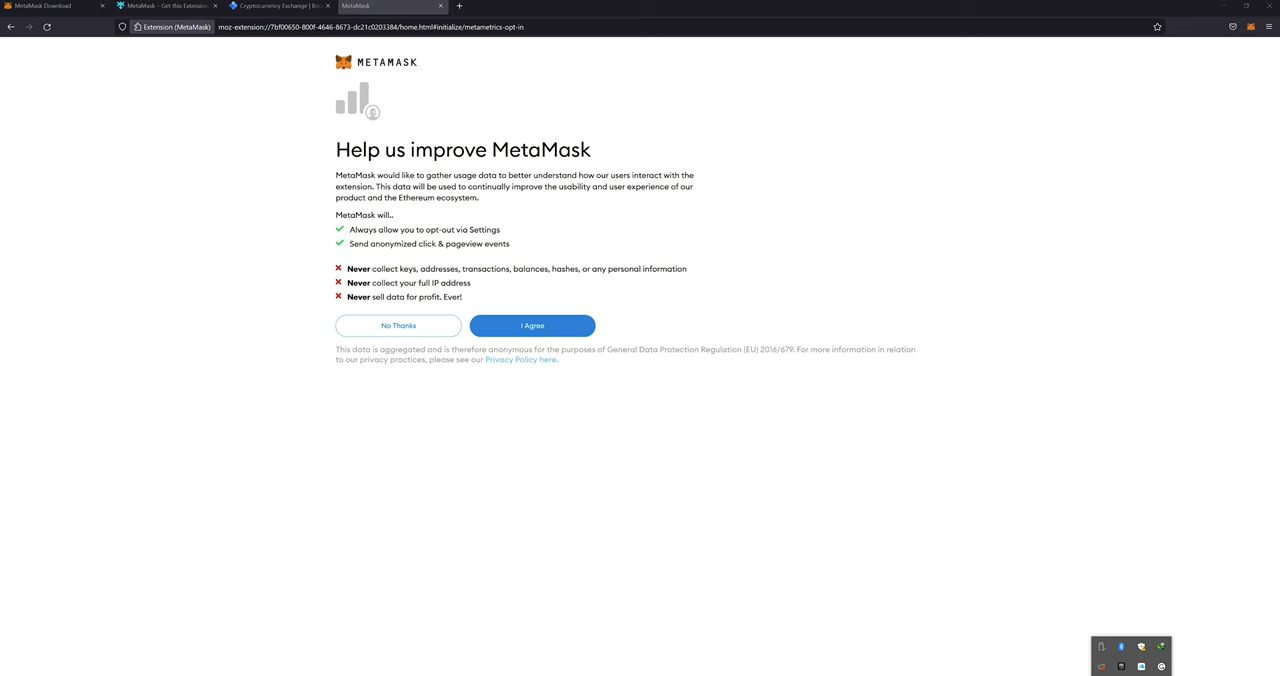 MetaMask Download
MetaMask – Get this Extension
Cryptocurrency Exchange |
MetaMask
Extension (MetaMask)
moz-extension://7bf00650-800f-4646-8673-dc21c0203384/home.html#initialize/metametrics-opt-in
METAMASK
Help us improve MetaMask
MetaMask would like to gather usage data to better understand how our users interact with the
extension. This data will be used to continually improve the usability and user experience of our
product and the Ethereum ecosystem.
MetaMask will..
Always allow you to opt-out via Settings
Send anonymized click & pageview events
Never collect keys, addresses, transactions, balances, hashes, or any personal information
Never collect your full IP address
Never sell data for profit. Ever!
No Thanks
I Agree
This data is aggregated and is therefore anonymous for the purposes of General Data Protection Regulation (EU) 2016/679. For more information in relation
to our privacy practices, please see our Privacy Policy here.